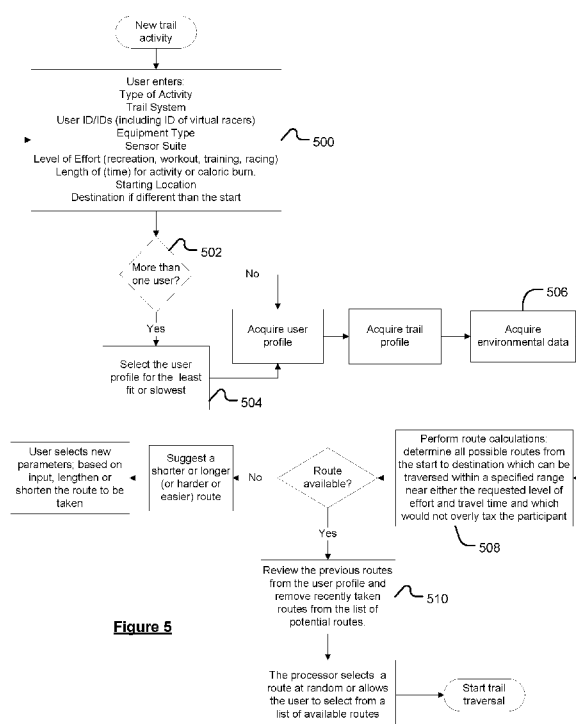 New trail
activity
User enters:
Type of Activity
Trail System
User ID/IDs (including ID of virtual racers)
Equipment Type
Sensor Suite
Level of Effort (recreation, workout, training, racing)
Length of (time) for activity or caloric burn.
Starting Location
Destination if different than the start
500
502
More than
one user?
No
Yes
506
Acquire user
profile
Acquire trail
profile
Acquire
environmental data
Select the user
profile for the least
fit or slowest
504
User selects new
parameters; based on
input, lengthen or
shorten the route to be
taken
Suggest a
shorter or longer
(or harder or
easier) route
No
Route
available?
Perform route calculations:
determine all possible routes from
the start to destination which can be
traversed within a specified range
near either the requested level of
effort and travel time and which
would not overly tax the participant
508
Yes
Review the previous routes
from the user profile and
remove recently taken
routes from the list of
potential routes.
510
Figure 5
The processor selects a
route at random or allows
the user to select from a
list of available routes
Start trail
traversal